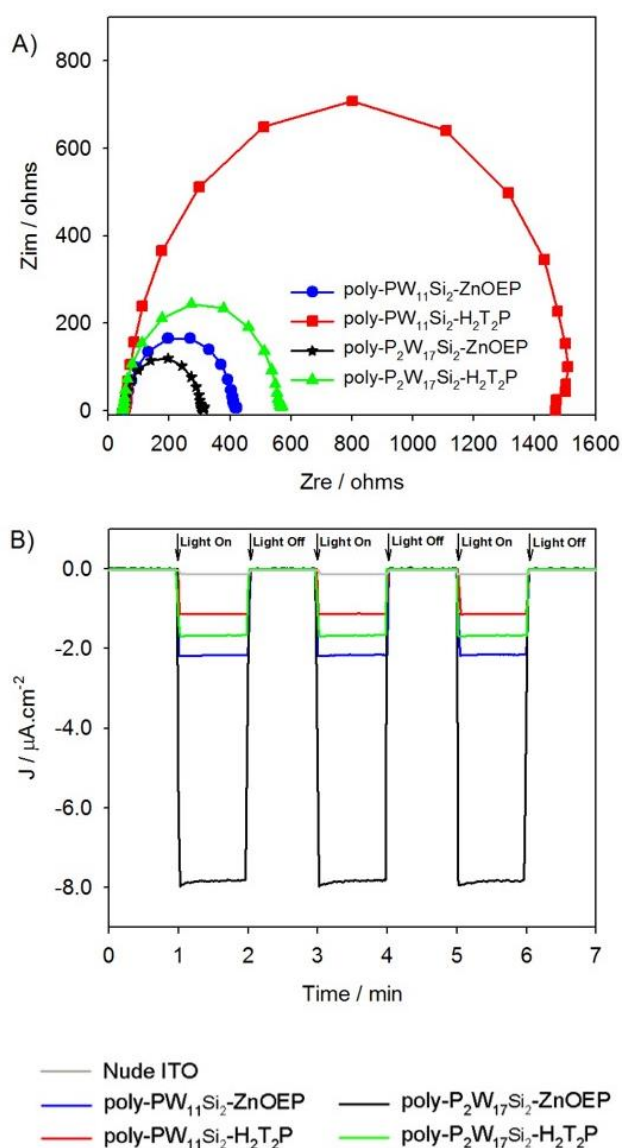 A)
800
600
400
200
0
Zim / ohms
poly-PW₁₁Si₂-ZnOEP
poly-PW₁₁Si₂-H₂T₂P
poly-P₂W₁₇Si₂-ZnOEP
poly-P₂W₁₇Si₂-H₂T₂P
0 200 400 600 800 1000 1200 1400 1600
Zre / ohms
B)
Light On Light Off Light On Light Off Light On Light Off
0.0
-2.0
-4.0
-6.0
-8.0
J / µA.cm⁻²
0 1 2 3 4 5 6 7
Time / min
Nude ITO
poly-PW₁₁Si₂-ZnOEP poly-P₂W₁₇Si₂-ZnOEP
poly-PW₁₁Si₂-H₂T₂P poly-P₂W₁₇Si₂-H₂T₂P